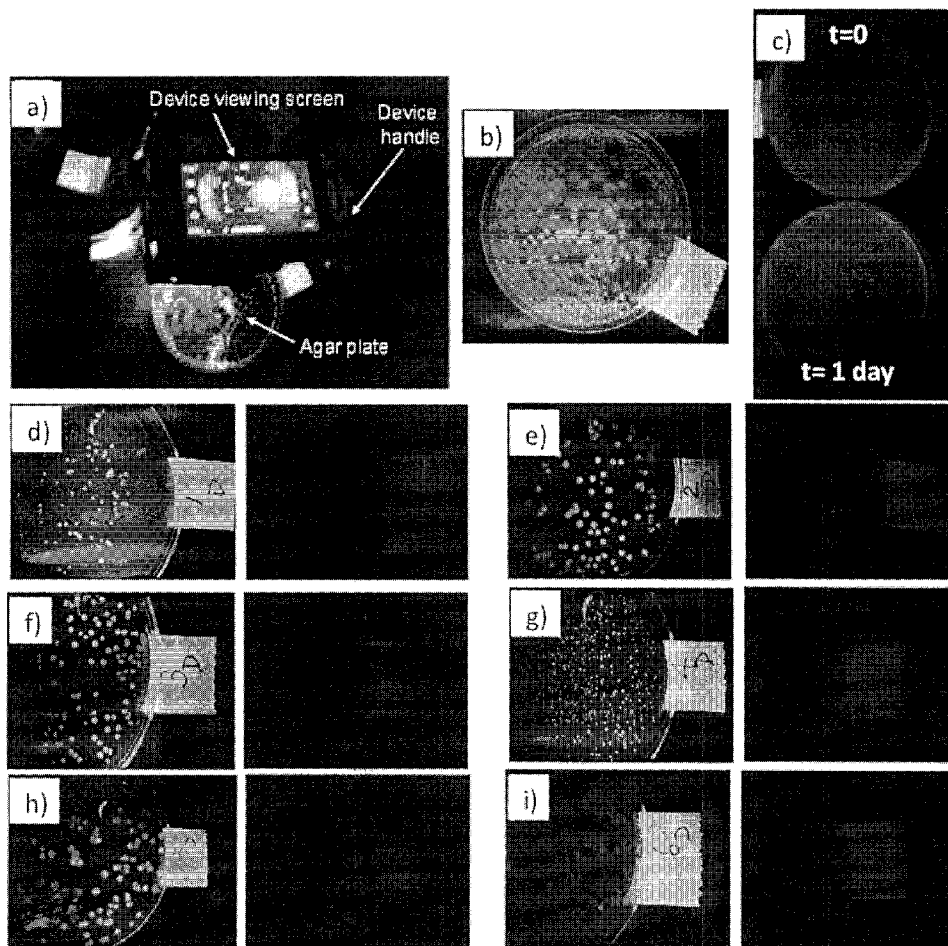 a)
Device viewing screen
Device
handle
Agar plate
b)
c)
t=0
t= 1 day
d)
e)
f)
g)
h)
i)